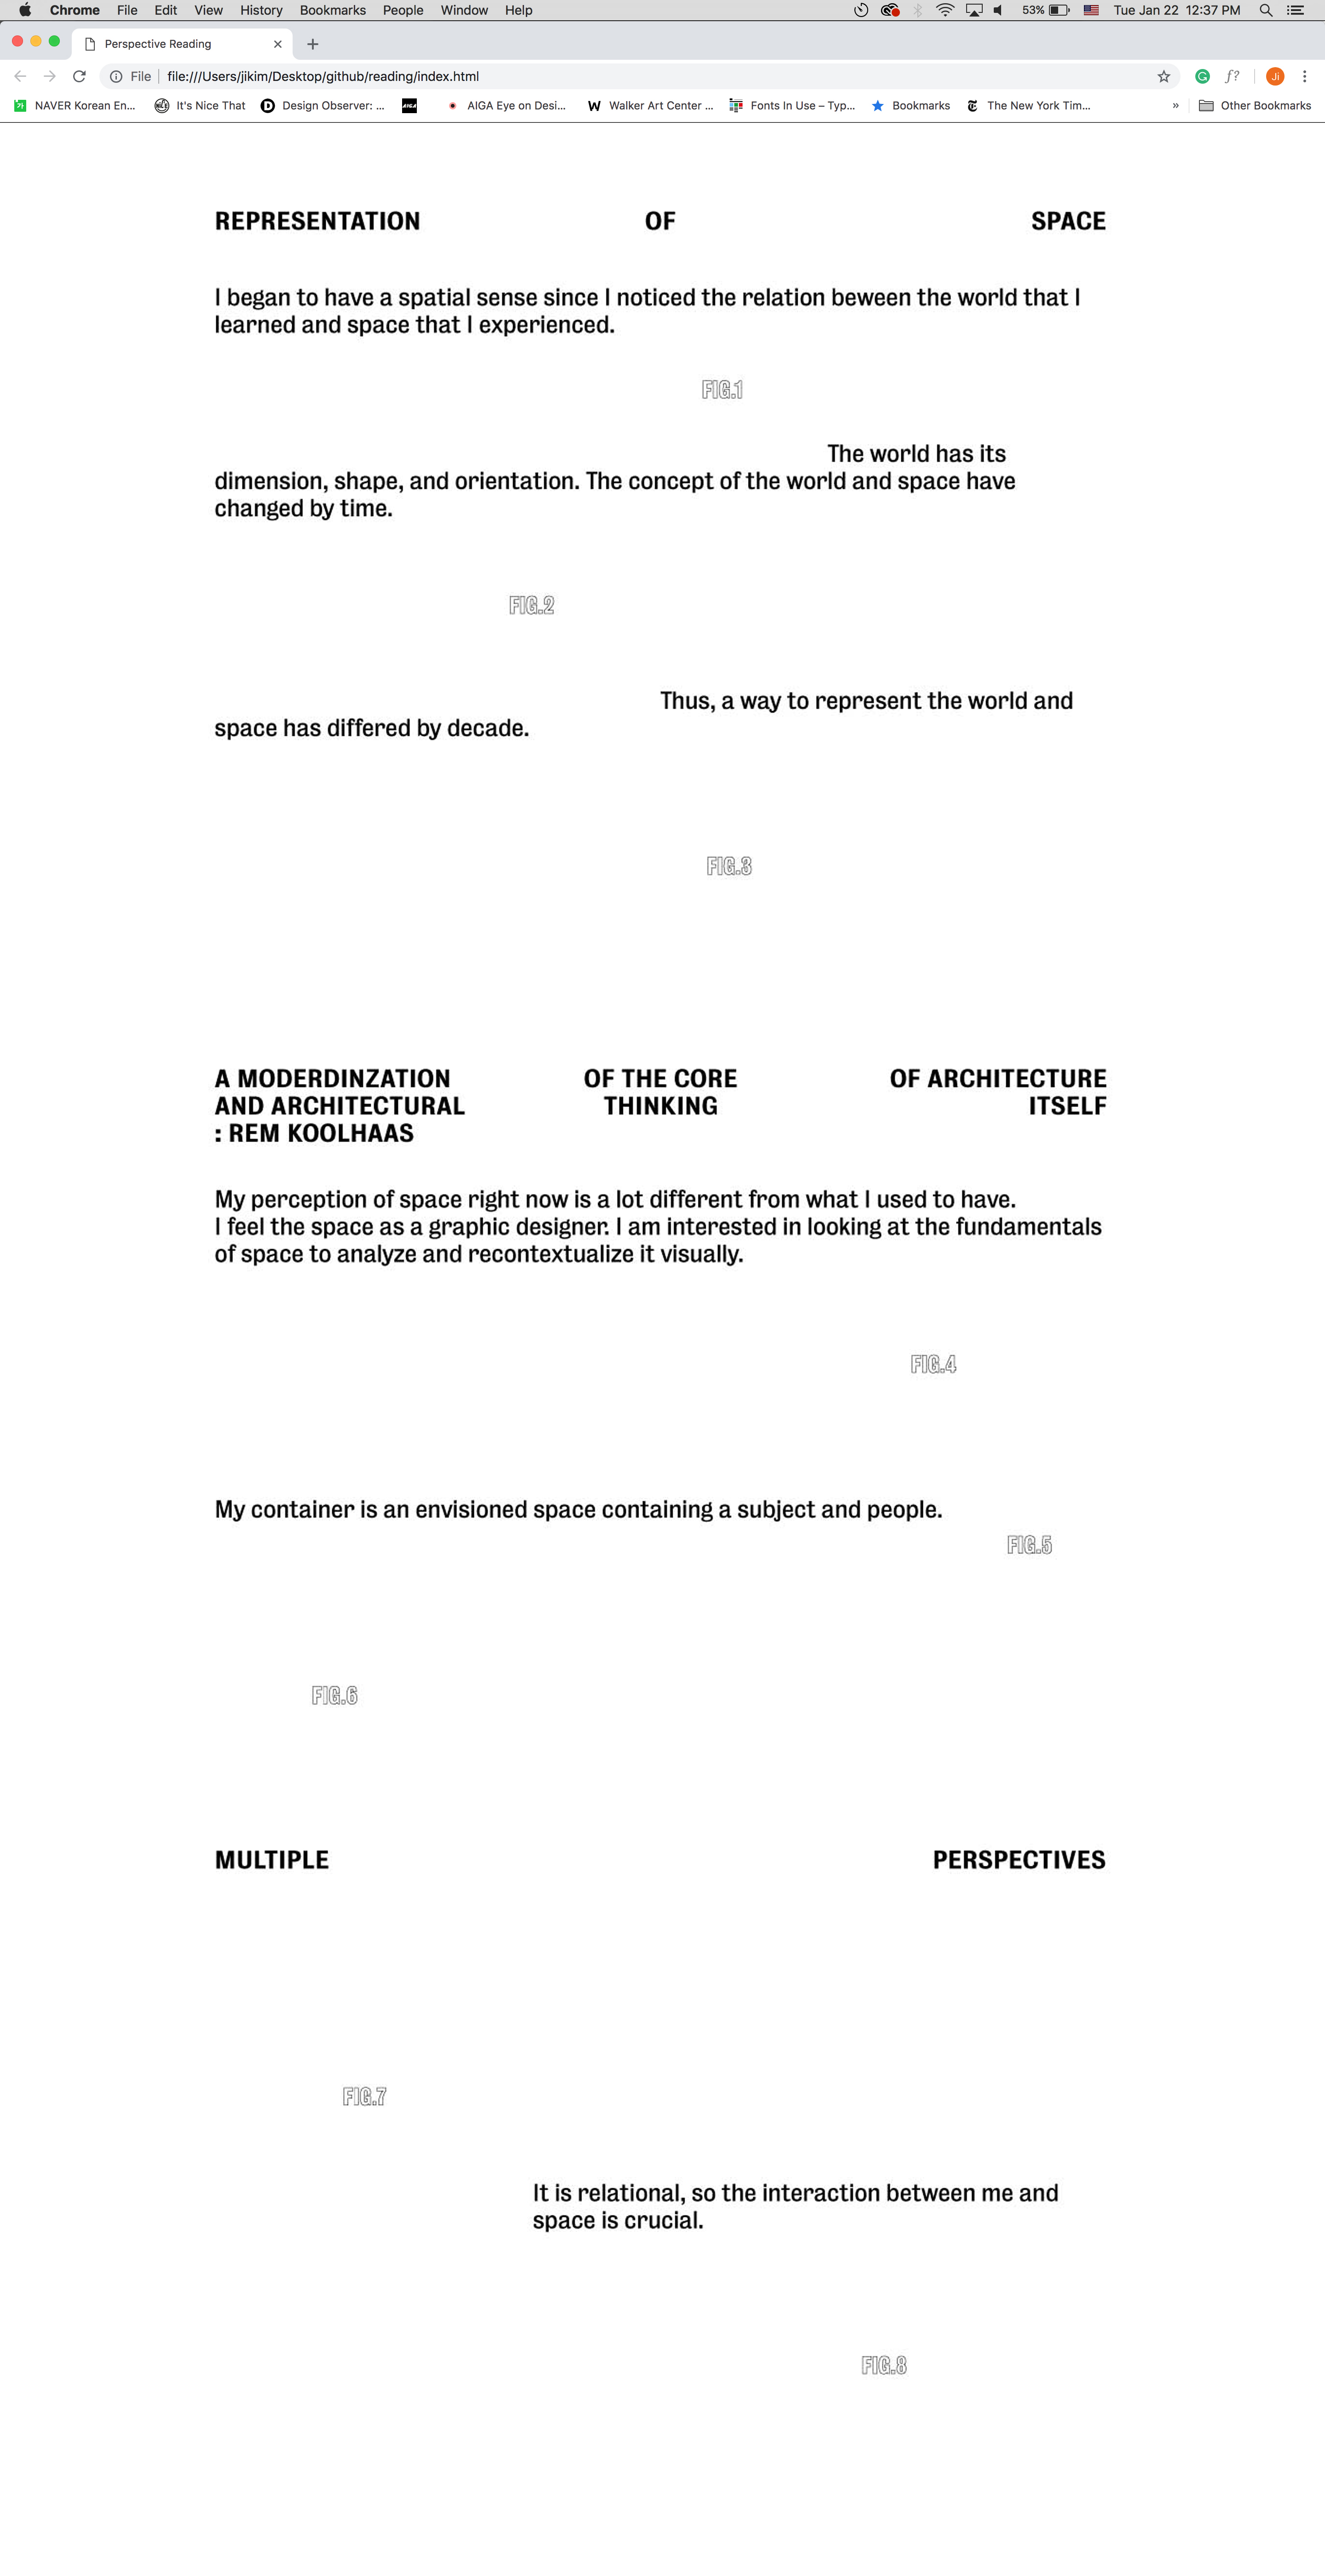 Chrome File Edit View History Bookmarks People Window Help 53% Tue Jan 22 12:37 PM
Perspective Reading
File file:///Users/jikim/Desktop/github/reading/index.html f? Ji
NAVER Korean En... It's Nice That Design Observer: ... AIGA AIGA Eye on Desi... Walker Art Center ... Fonts In Use – Typ... Bookmarks The New York Tim... » Other Bookmarks
REPRESENTATION OF SPACE
I began to have a spatial sense since I noticed the relation beween the world that I
learned and space that I experienced.
FIG.1
The world has its
dimension, shape, and orientation. The concept of the world and space have
changed by time.
FIG.2
Thus, a way to represent the world and
space has differed by decade.
FIG.3
A MODERDINZATION OF THE CORE OF ARCHITECTURE
AND ARCHITECTURAL THINKING ITSELF
: REM KOOLHAAS
My perception of space right now is a lot different from what I used to have.
I feel the space as a graphic designer. I am interested in looking at the fundamentals
of space to analyze and recontextualize it visually.
FIG.4
My container is an envisioned space containing a subject and people.
FIG.5
FIG.6
MULTIPLE PERSPECTIVES
FIG.7
It is relational, so the interaction between me and
space is crucial.
FIG.8